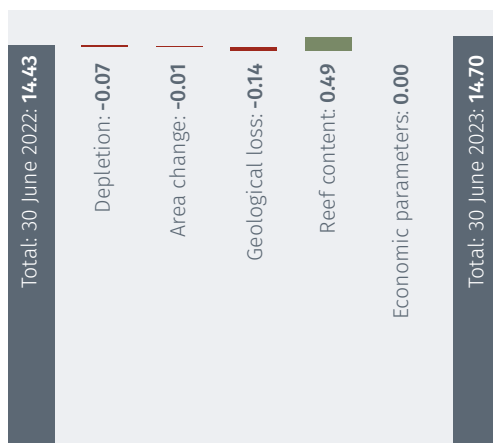 Total: 30 June 2022: 14.43
Depletion: -0.07
Area change: -0.01
Geological loss: -0.14
Reef content: 0.49
Economic parameters: 0.00
Total: 30 June 2023: 14.70